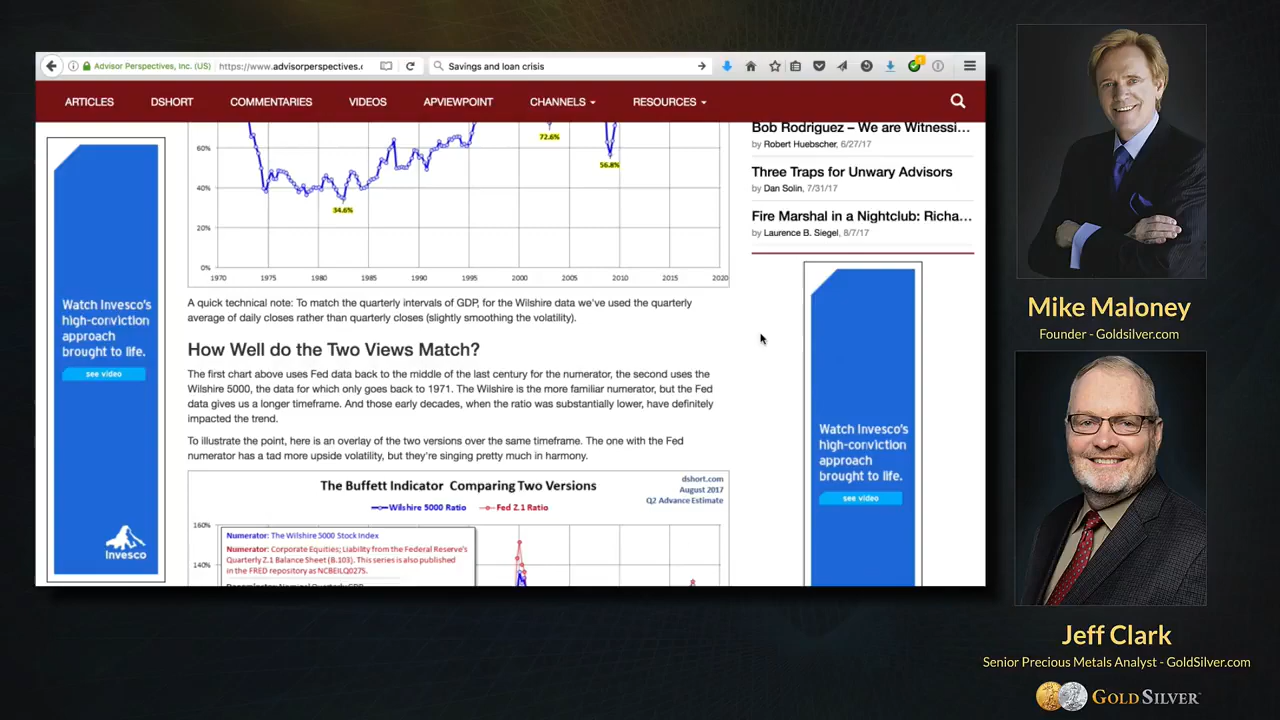 Advisor Perspectives, Inc. (US)
https://www.advisorperspectives.c
Savings and loan crisis
ARTICLES
DSHORT
COMMENTARIES
VIDEOS
APVIEWPOINT
CHANNELS
RESOURCES
Watch Invesco's
high-conviction
approach
brought to life.
see video
Invesco
72.6%
56.8%
34.6%
60%
40%
20%
0%
1970 1975 1980 1985 1990 1995 2000 2005 2010 2015 2020
A quick technical note: To match the quarterly intervals of GDP, for the Wilshire data we've used the quarterly
average of daily closes rather than quarterly closes (slightly smoothing the volatility).
How Well do the Two Views Match?
The first chart above uses Fed data back to the middle of the last century for the numerator, the second uses the
Wilshire 5000, the data for which only goes back to 1971. The Wilshire is the more familiar numerator, but the Fed
data gives us a longer timeframe. And those early decades, when the ratio was substantially lower, have definitely
impacted the trend.
To illustrate the point, here is an overlay of the two versions over the same timeframe. The one with the Fed
numerator has a tad more upside volatility, but they're singing pretty much in harmony.
The Buffett Indicator Comparing Two Versions
dshort.com
August 2017
Q2 Advance Estimate
Wilshire 5000 Ratio
Fed Z.1 Ratio
160%
140%
Numerator: The Wilshire 5000 Stock Index
Numerator: Corporate Equities; Liability from the Federal Reserve's
Quarterly Z.1 Balance Sheet (B.103). This series is also published
in the FRED repository as NCBEILQ027S.
Bob Rodriguez – We are Witnessi...
by Robert Huebscher, 6/27/17
Three Traps for Unwary Advisors
by Dan Solin, 7/31/17
Fire Marshal in a Nightclub: Richa...
by Laurence B. Siegel, 8/7/17
Watch Invesco's
high-conviction
approach
brought to life.
see video
Mike Maloney
Founder - Goldsilver.com
Jeff Clark
Senior Precious Metals Analyst - GoldSilver.com
GOLDSILVER